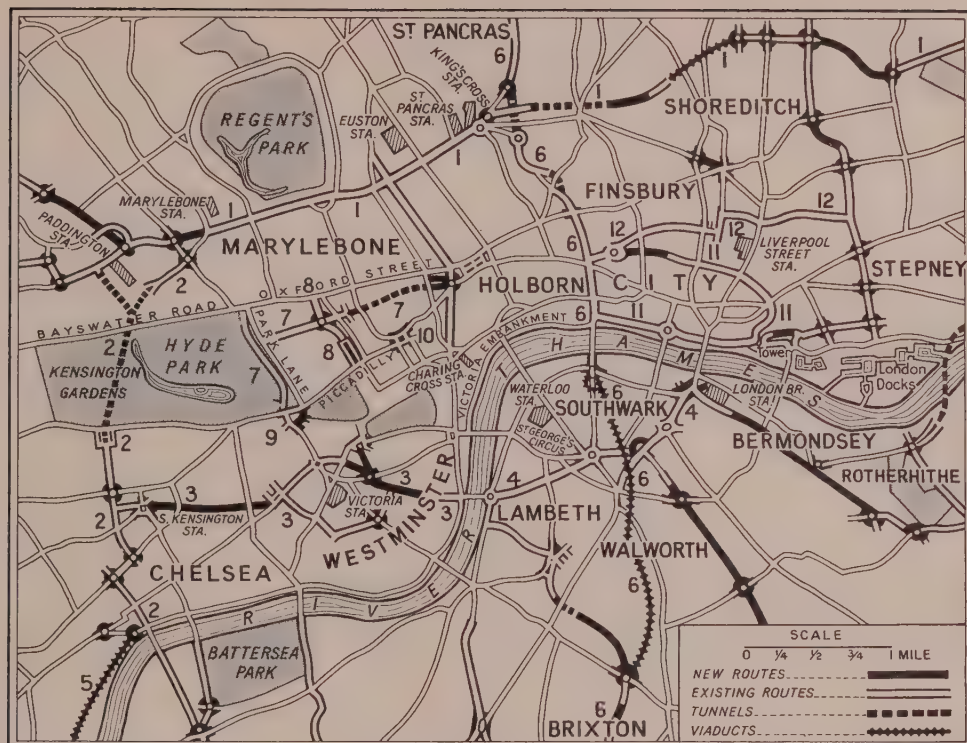 ST PANCRAS
6
KING'S CROSS
STA.
1
1
1
ST
PANCRAS
STA.
EUSTON
STA.
REGENT'S
PARK
SHOREDITCH
1
6
MARYLEBONE
STA.
1
1
FINSBURY
PADDINGTON
STA.
MARYLEBONE
6
12
12
12
11
LIVERPOOL
STREET
STA.
2
OXF8ORD STREET
HOLBORN
CITY
STEPNEY
BAYSWATER ROAD
7
7
10
VICTORIA EMBANKMENT
6
11
11
HYDE
PARK
2
KENSINGTON
GARDENS
7
PARK LANE
8
PICCADILLY
CHARING
CROSS STA.
Tower
London
Docks
WATERLOO
STA.
6
LONDON BR.
STA.
SOUTHWARK
4
9
ST GEORGE'S
CIRCUS
BERMONDSEY
2
ROTHERHITHE
3
3
4
6
2
S. KENSINGTON
STA.
3
VICTORIA
STA.
3
WESTMINSTER
LAMBETH
WALWORTH
CHELSEA
6
2
RIVER THAMES
BATTERSEA
PARK
5
6
BRIXTON
SCALE
0 ¼ ½ ¾ 1 MILE
NEW ROUTES
EXISTING ROUTES
TUNNELS
VIADUCTS